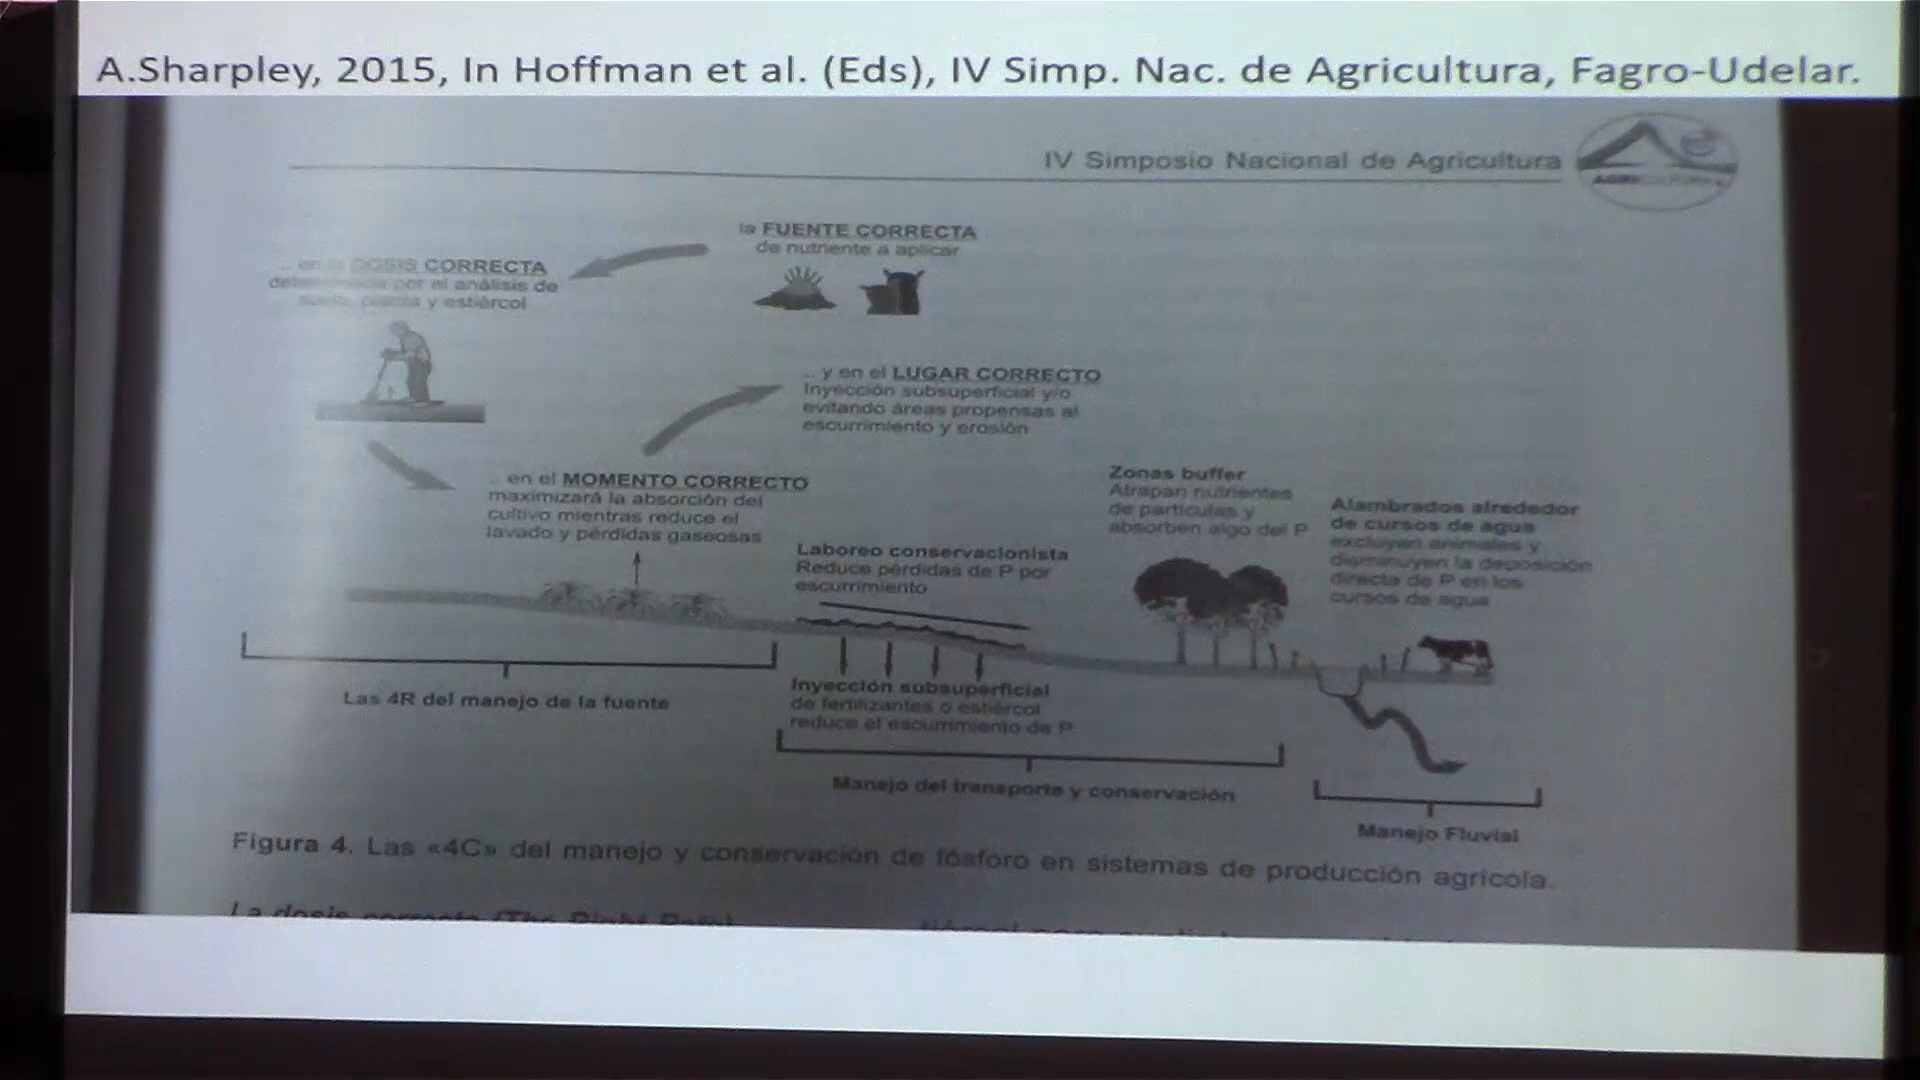 A.Sharpley, 2015, In Hoffman et al. (Eds), IV Simp. Nac. de Agricultura, Fagro-Udelar.
IV Simposio Nacional de Agricultura
la FUENTE CORRECTA
de nutriente a aplicar
DOSIS CORRECTA
por el análisis de
y estiércol
.. y en el LUGAR CORRECTO
Inyección subsuperficial y/o
evitando áreas propensas al
escurrimiento y erosión
.. en el MOMENTO CORRECTO
maximizará la absorción del
cultivo mientras reduce el
lavado y pérdidas gaseosas
Laboreo conservacionista
Reduce pérdidas de P por
escurrimiento
Zonas buffer
Atrapan nutrientes
de partículas y
absorben algo del P
Alambrados alrededor
de cursos de agua
excluyen animales y
disminuyen la deposición
directa de P en los
cursos de agua
Las 4R del manejo de la fuente
Inyección subsuperficial
de fertilizantes o estiércol
reduce el escurrimiento de P
Manejo del transporte y conservación
Manejo Fluvial
Figura 4. Las «4C» del manejo y conservación de fósforo en sistemas de producción agrícola.
La dosis correcta (The Right Rate)